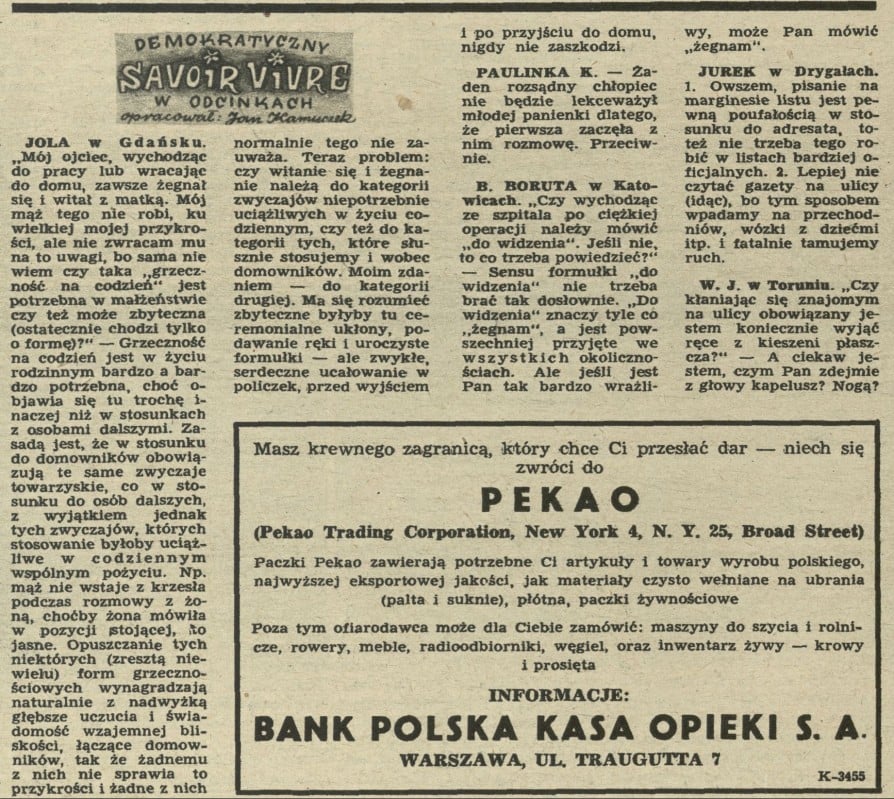 DEMOKRATYCZNY
SAVOIR VIVRE
W ODCINKACH
opracował: Jan Kamyczek
JOLA w Gdańsku.
„Mój ojciec, wychodząc
do pracy lub wracając
do domu, zawsze żegnał
się i witał z matką. Mój
mąż tego nie robi, ku
wielkiej mojej przykro-
ści, ale nie zwracam mu
na to uwagi, bo sama nie
wiem czy taka „grzecz-
ność na codzień" jest
potrzebna w małżeństwie
czy też może zbyteczna
(ostatecznie chodzi tylko
o formę)?" — Grzeczność
na codzień jest w życiu
rodzinnym bardzo a bar-
dzo potrzebna, choć o-
bjawia się tu trochę i-
naczej niż w stosunkach
z osobami dalszymi. Za-
sadą jest, że w stosunku
do domowników obowią-
zują te same zwyczaje
towarzyskie, co w sto-
sunku do osób dalszych,
z wyjątkiem jednak
tych zwyczajów, których
stosowanie byłoby uciąż-
liwe w codziennym
wspólnym pożyciu. Np.
mąż nie wstaje z krzesła
podczas rozmowy z żo-
ną, choćby żona mówiła
w pozycji stojącej, to
jasne. Opuszczanie tych
niektórych (zresztą nie-
wielu) form grzeczno-
ściowych wynagradzają
naturalnie z nadwyżką
głębsze uczucia i świa-
domość wzajemnej bli-
skości, łączące domow-
ników, tak że żadnemu
z nich nie sprawia to
przykrości i żadne z nich
normalnie tego nie za-
uważa. Teraz problem:
czy witanie się i żegna-
nie należą do kategorii
zwyczajów niepotrzebnie
uciążliwych w życiu co-
dziennym, czy też do ka-
tegorii tych, które słu-
sznie stosujemy i wobec
domowników. Moim zda-
niem — do kategorii
drugiej. Ma się rozumieć
zbyteczne byłyby tu ce-
remonialne ukłony, po-
dawanie ręki i uroczyste
formułki — ale zwykłe,
serdeczne ucałowanie w
policzek, przed wyjściem
i po przyjściu do domu,
nigdy nie zaszkodzi.
PAULINKA K. — Ża-
den rozsądny chłopiec
nie będzie lekceważył
młodej panienki dlatego,
że pierwsza zaczęła z
nim rozmowę. Przeciw-
nie.
B. BORUTA w Kato-
wicach. „Czy wychodząc
ze szpitala po ciężkiej
operacji należy mówić
„do widzenia". Jeśli nie,
to co trzeba powiedzieć?"
— Sensu formułki „do
widzenia" nie trzeba
brać tak dosłownie. „Do
widzenia" znaczy tyle co
„żegnam", a jest pow-
szechniej przyjęte we
wszystkich okoliczno-
ściach. Ale jeśli jest
Pan tak bardzo wrażli-
wy, może Pan mówić
„żegnam".
JUREK w Drygałach.
1. Owszem, pisanie na
marginesie listu jest pe-
wną poufałością w sto-
sunku do adresata, to-
też nie trzeba tego ro-
bić w listach bardziej o-
ficjalnych. 2. Lepiej nie
czytać gazety na ulicy
(idąc), bo tym sposobem
wpadamy na przechod-
niów, wózki z dziećmi
itp. i fatalnie tamujemy
ruch.
W. J. w Toruniu. „Czy
kłaniając się znajomym
na ulicy obowiązany je-
stem koniecznie wyjąć
ręce z kieszeni płasz-
cza?" — A ciekaw je-
stem, czym Pan zdejmie
z głowy kapelusz? Nogą?
Masz krewnego zagranicą, który chce Ci przesłać dar — niech się
zwróci do
PEKAO
(Pekao Trading Corporation, New York 4, N. Y. 25, Broad Street)
Paczki Pekao zawierają potrzebne Ci artykuły i towary wyrobu polskiego,
najwyższej eksportowej jakości, jak materiały czysto wełniane na ubrania
(palta i suknie), płótna, paczki żywnościowe
Poza tym ofiarodawca może dla Ciebie zamówić: maszyny do szycia i rolni-
cze, rowery, meble, radioodbiorniki, węgiel, oraz inwentarz żywy — krowy
i prosięta
INFORMACJE:
BANK POLSKA KASA OPIEKI S. A.
WARSZAWA, UL. TRAUGUTTA 7
K-3455